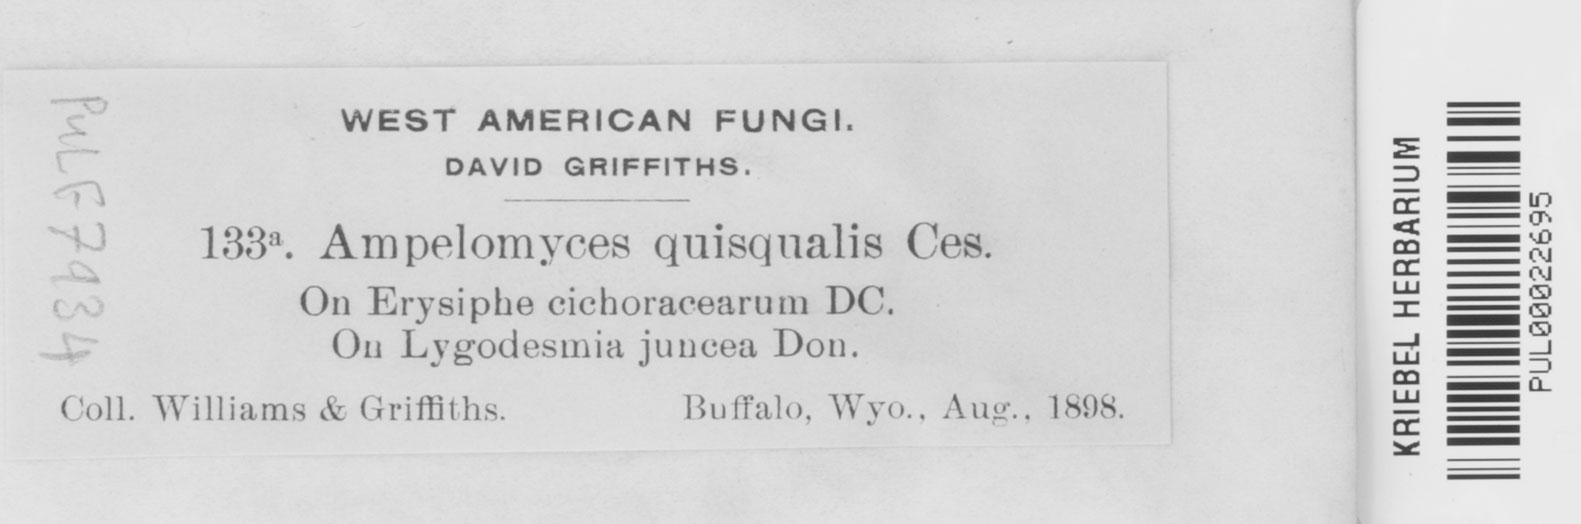 WEST AMERICAN FUNGI.
DAVID GRIFFITHS.
133a. Ampelomyces quisqualis Ces.
On Erysiphe cichoracearum DC.
On Lygodesmia juncea Don.
Coll. Williams & Griffiths. Buffalo, Wyo., Aug., 1898.
PUL F7934
KRIEBEL HERBARIUM
PUL00022695